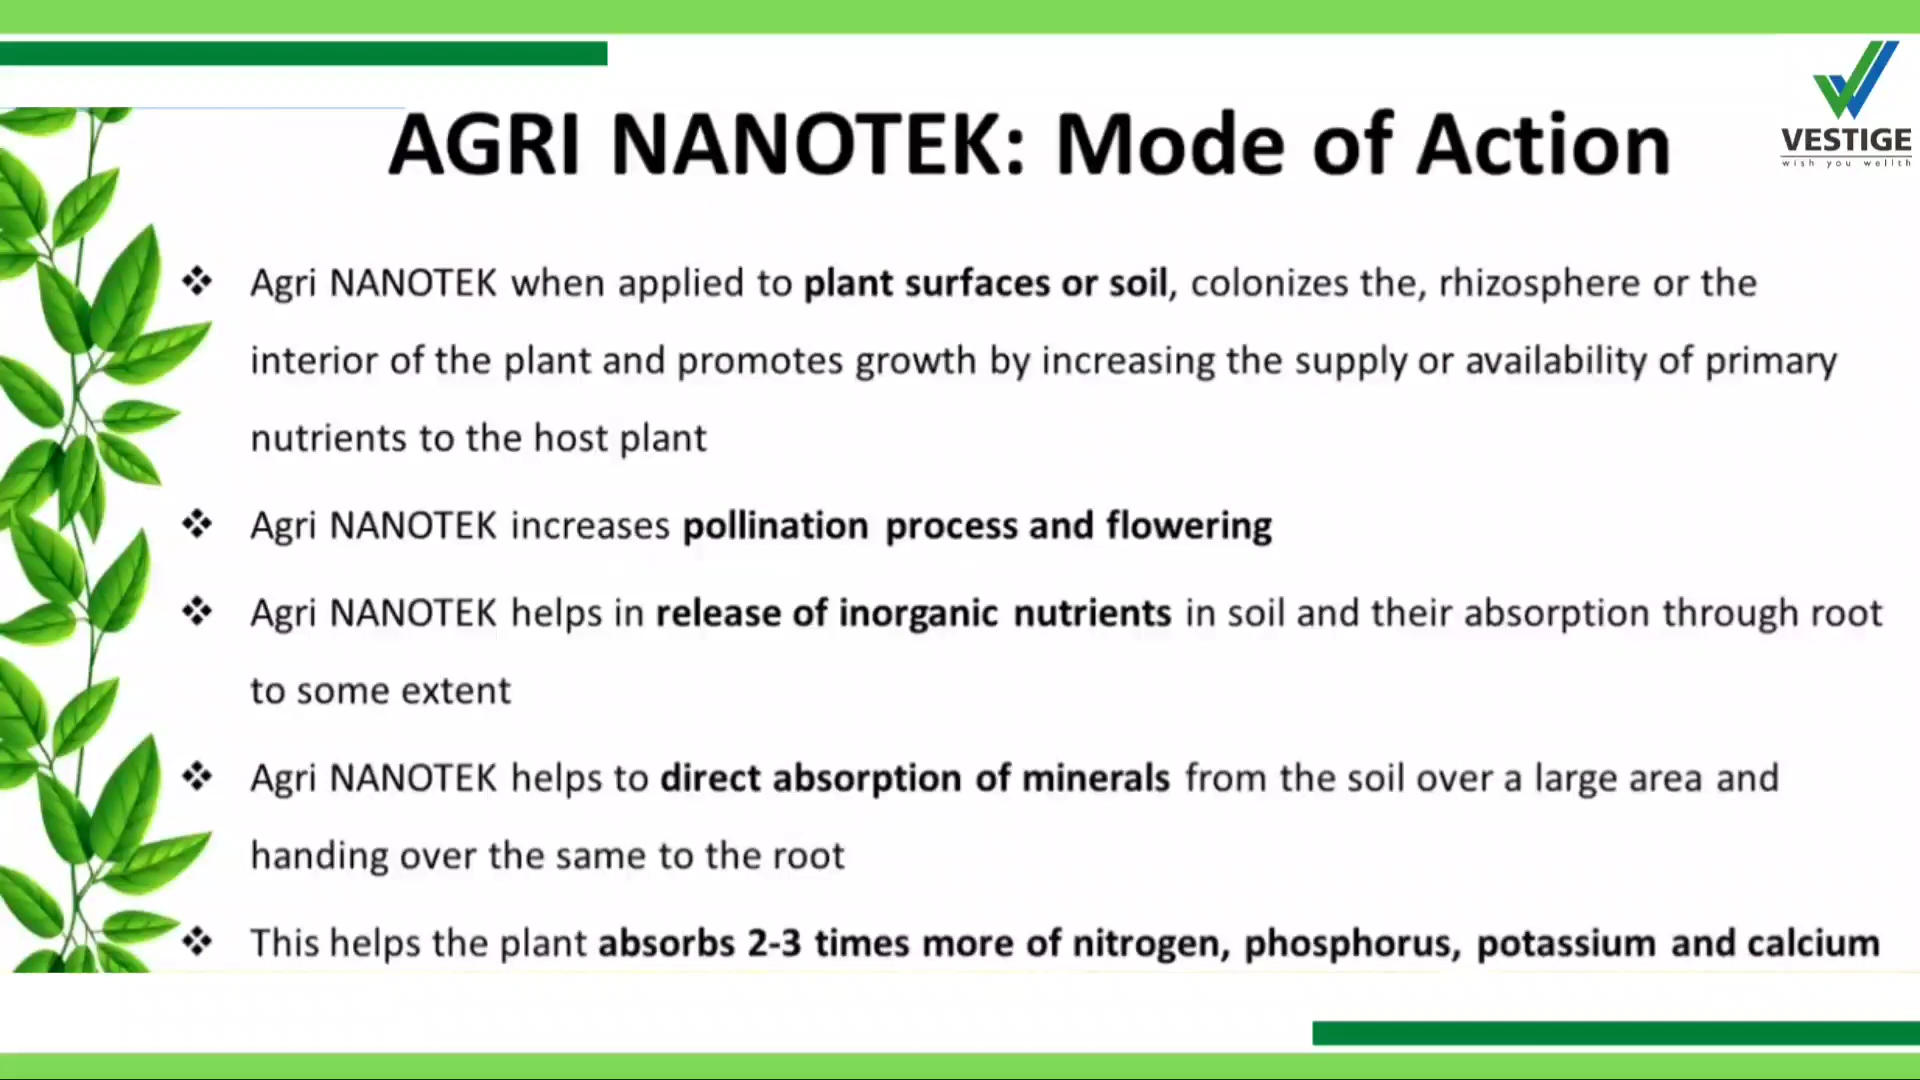 VESTIGE
wish you wellth
AGRI NANOTEK: Mode of Action
❖ Agri NANOTEK when applied to plant surfaces or soil, colonizes the, rhizosphere or the
interior of the plant and promotes growth by increasing the supply or availability of primary
nutrients to the host plant
❖ Agri NANOTEK increases pollination process and flowering
❖ Agri NANOTEK helps in release of inorganic nutrients in soil and their absorption through root
to some extent
❖ Agri NANOTEK helps to direct absorption of minerals from the soil over a large area and
handing over the same to the root
❖ This helps the plant absorbs 2-3 times more of nitrogen, phosphorus, potassium and calcium